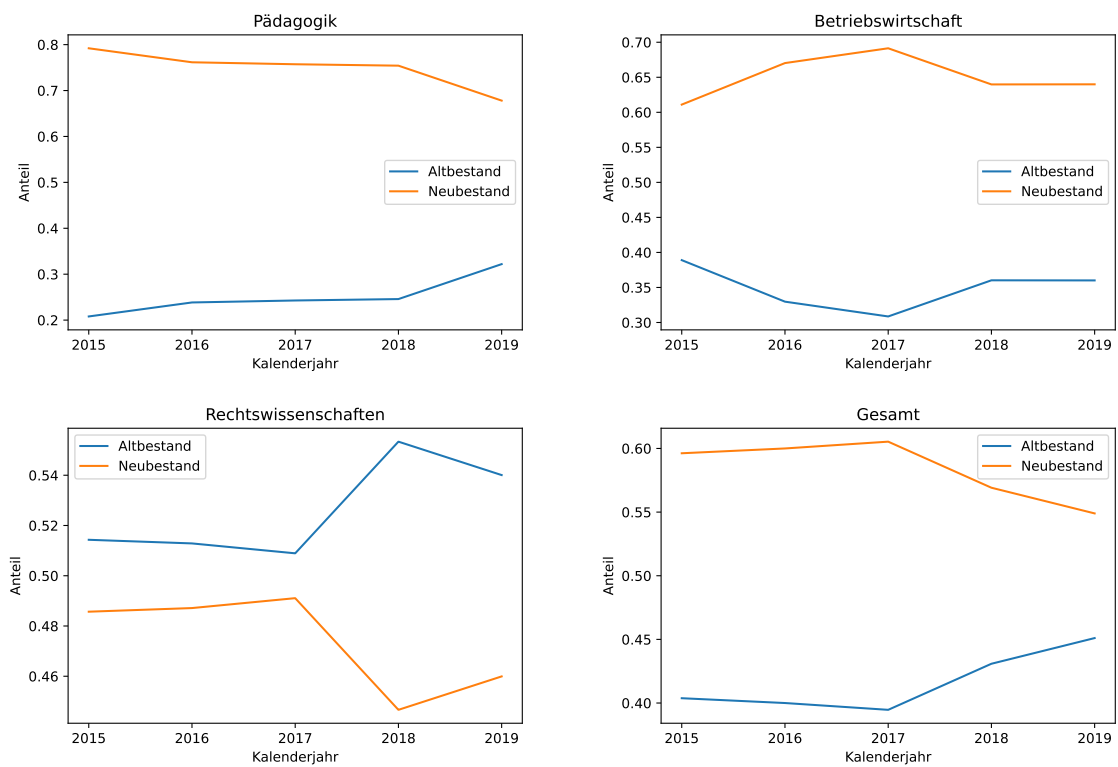 Pädagogik
0.8
0.7
0.6
0.5
0.4
0.3
0.2
Anteil
Altbestand
Neubestand
2015 2016 2017 2018 2019
Kalenderjahr
Betriebswirtschaft
0.70
0.65
0.60
0.55
0.50
0.45
0.40
0.35
0.30
Anteil
Altbestand
Neubestand
2015 2016 2017 2018 2019
Kalenderjahr
Rechtswissenschaften
Altbestand
Neubestand
0.54
0.52
0.50
0.48
0.46
Anteil
2015 2016 2017 2018 2019
Kalenderjahr
Gesamt
Altbestand
Neubestand
0.60
0.55
0.50
0.45
0.40
Anteil
2015 2016 2017 2018 2019
Kalenderjahr